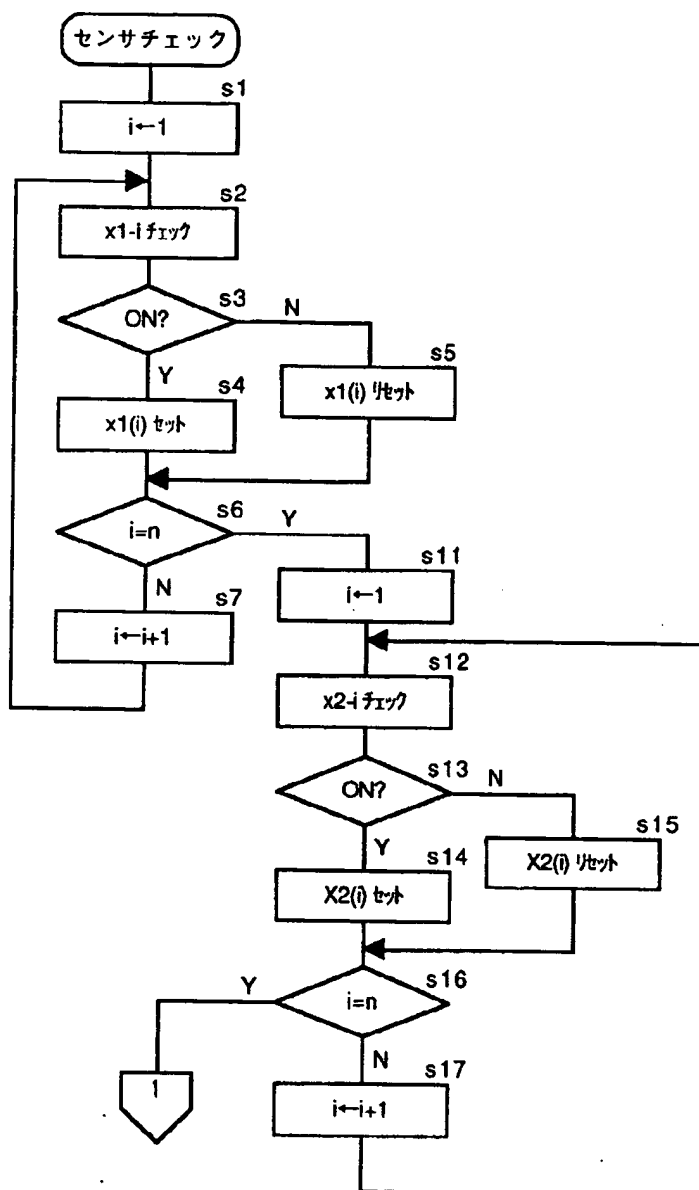 センサチェック
s1
i←1
s2
x1-i チェック
s3
ON?
N
Y
s4
x1(i) セット
s5
x1(i) リセット
s6
i=n
Y
N
s7
i←i+1
s11
i←1
s12
x2-i チェック
s13
ON?
N
Y
s14
X2(i) セット
s15
X2(i) リセット
s16
i=n
Y
N
1
s17
i←i+1